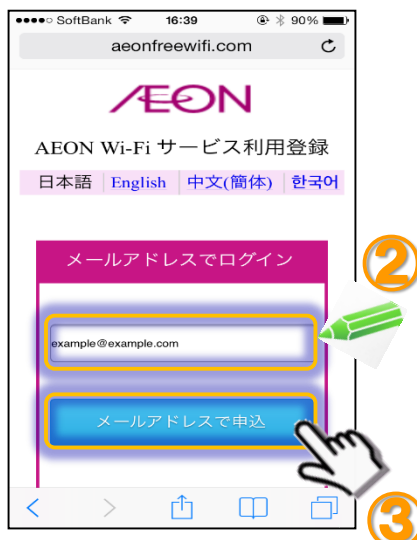 SoftBank 16:39 90%
aeonfreewifi.com
ÆON
AEON Wi-Fi サービス利用登録
日本語 English 中文(簡体) 한국어
メールアドレスでログイン
②
example@example.com
メールアドレスで申込
③